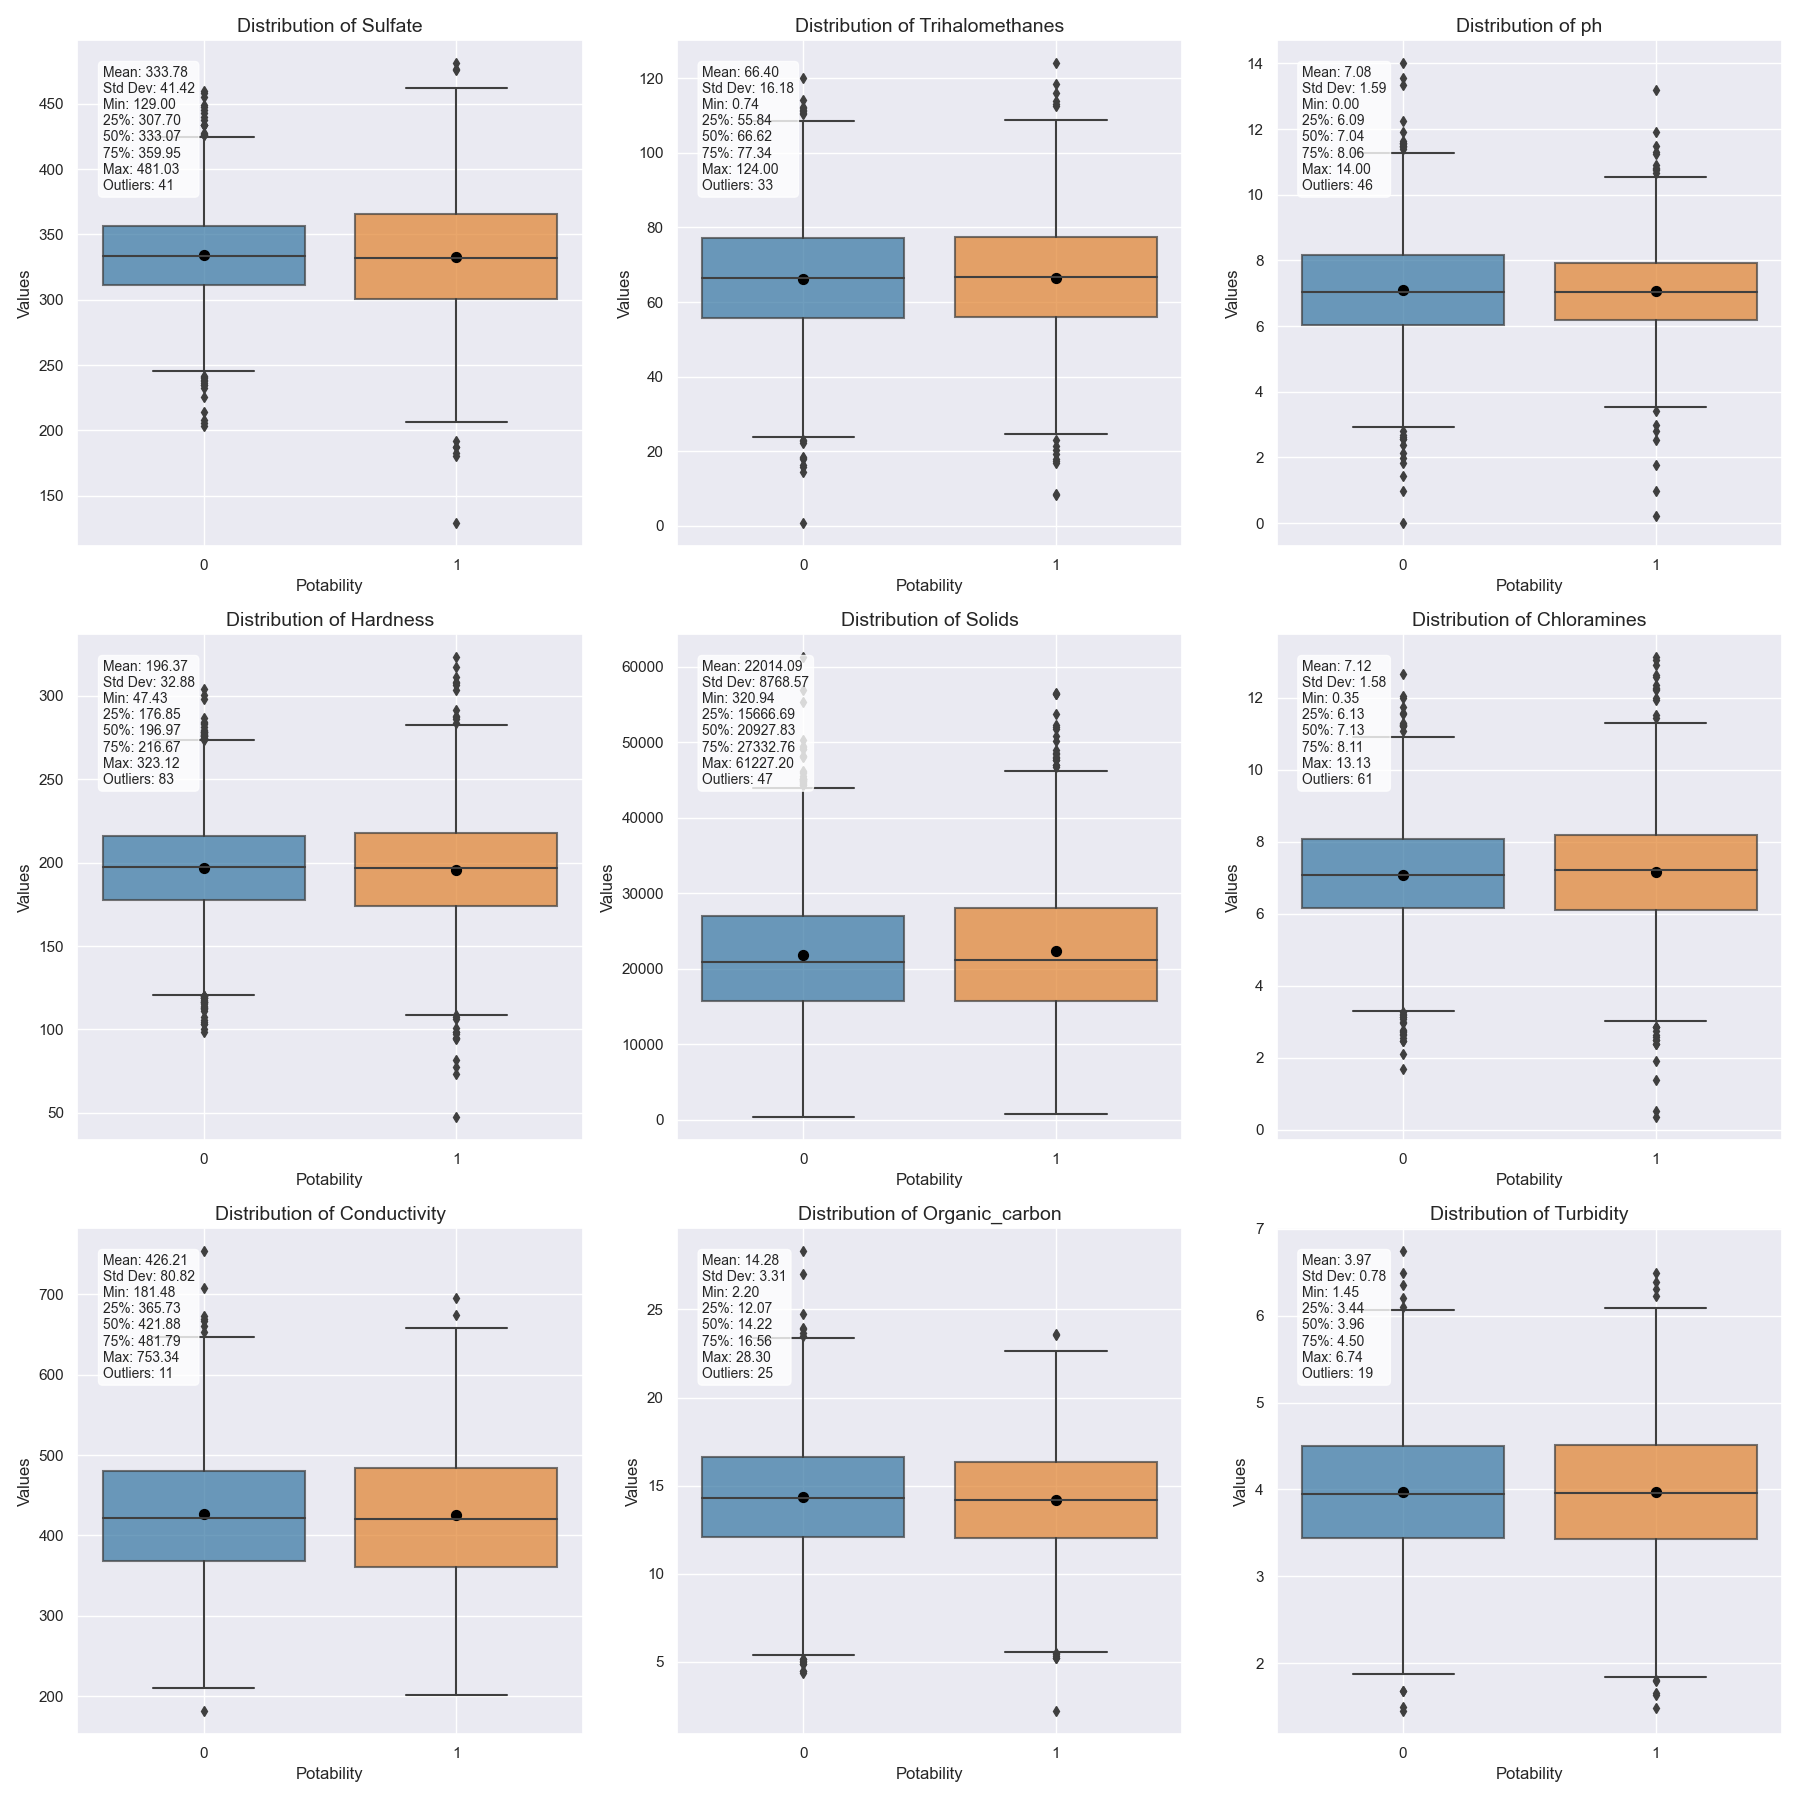 Distribution of Sulfate
Mean: 333.78
Std Dev: 41.42
Min: 129.00
25%: 307.70
50%: 333.07
75%: 359.95
Max: 481.03
Outliers: 41
450
400
350
300
250
200
150
Values
0
1
Potability
Distribution of Trihalomethanes
Mean: 66.40
Std Dev: 16.18
Min: 0.74
25%: 55.84
50%: 66.62
75%: 77.34
Max: 124.00
Outliers: 33
120
100
80
60
40
20
0
Values
0
1
Potability
Distribution of ph
Mean: 7.08
Std Dev: 1.59
Min: 0.00
25%: 6.09
50%: 7.04
75%: 8.06
Max: 14.00
Outliers: 46
14
12
10
8
6
4
2
0
Values
0
1
Potability
Distribution of Hardness
Mean: 196.37
Std Dev: 32.88
Min: 47.43
25%: 176.85
50%: 196.97
75%: 216.67
Max: 323.12
Outliers: 83
300
250
200
150
100
50
Values
0
1
Potability
Distribution of Solids
Mean: 22014.09
Std Dev: 8768.57
Min: 320.94
25%: 15666.69
50%: 20927.83
75%: 27332.76
Max: 61227.20
Outliers: 47
60000
50000
40000
30000
20000
10000
0
Values
0
1
Potability
Distribution of Chloramines
Mean: 7.12
Std Dev: 1.58
Min: 0.35
25%: 6.13
50%: 7.13
75%: 8.11
Max: 13.13
Outliers: 61
12
10
8
6
4
2
0
Values
0
1
Potability
Distribution of Conductivity
Mean: 426.21
Std Dev: 80.82
Min: 181.48
25%: 365.73
50%: 421.88
75%: 481.79
Max: 753.34
Outliers: 11
700
600
500
400
300
200
Values
0
1
Potability
Distribution of Organic_carbon
Mean: 14.28
Std Dev: 3.31
Min: 2.20
25%: 12.07
50%: 14.22
75%: 16.56
Max: 28.30
Outliers: 25
25
20
15
10
5
Values
0
1
Potability
Distribution of Turbidity
Mean: 3.97
Std Dev: 0.78
Min: 1.45
25%: 3.44
50%: 3.96
75%: 4.50
Max: 6.74
Outliers: 19
7
6
5
4
3
2
Values
0
1
Potability